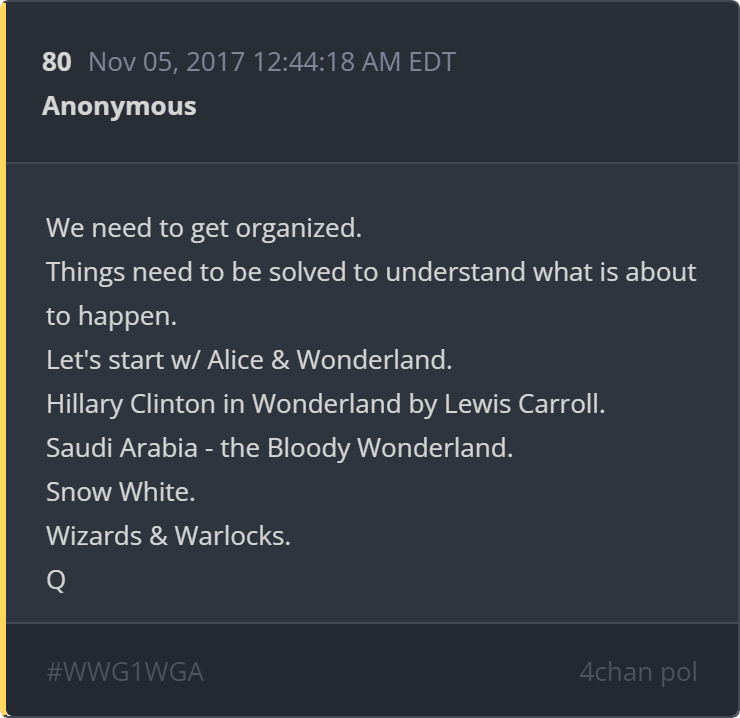 80 Nov 05, 2017 12:44:18 AM EDT
Anonymous
We need to get organized.
Things need to be solved to understand what is about
to happen.
Let's start w/ Alice & Wonderland.
Hillary Clinton in Wonderland by Lewis Carroll.
Saudi Arabia - the Bloody Wonderland.
Snow White.
Wizards & Warlocks.
Q
#WWG1WGA 4chan pol